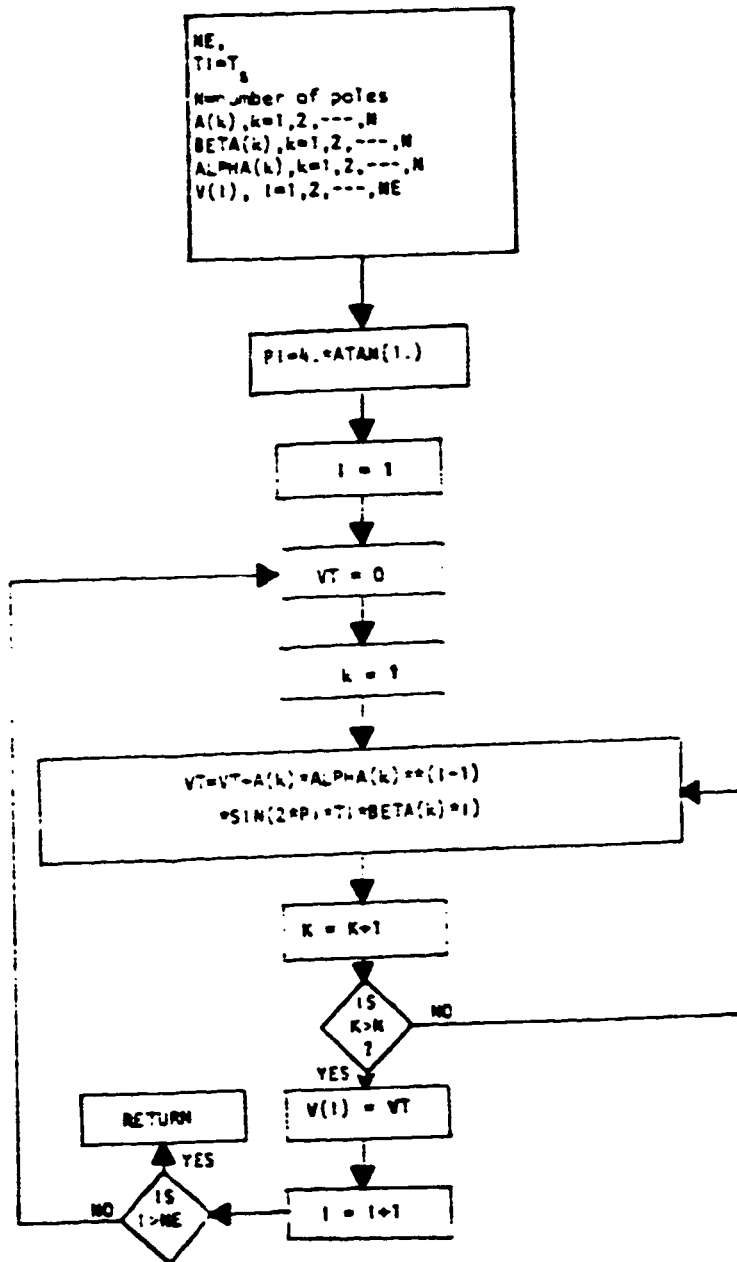 NE,
TI=T
s
N=number of poles
A(k),k=1,2,---,N
BETA(k),k=1,2,---,N
ALPHA(k),k=1,2,---,N
V(I), I=1,2,---,NE
PI=4.*ATAN(1.)
I = 1
VT = 0
k = 1
VT=VT+A(k)*ALPHA(k)**(I-1)
*SIN(2*PI*TI*BETA(k)*I)
K = K+1
IS
K>N
?
NO
YES
V(I) = VT
RETURN
YES
NO
IS
I>NE
I = I+1